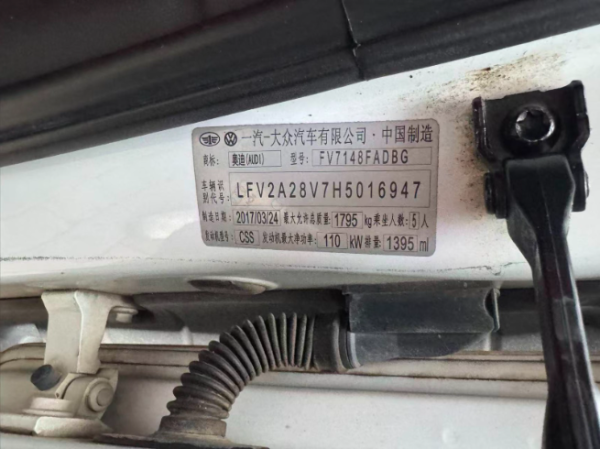 一汽-大众汽车有限公司·中国制造
商标: 奥迪(AUDI) 型号: FV7148FADBG
车辆识别代号: LFV2A28V7H5016947
制造日期: 2017/03/24 最大允许总质量: 1795 kg 乘坐人数: 5 人
发动机型号: CSS 发动机最大净功率: 110 kW 排量: 1395 ml